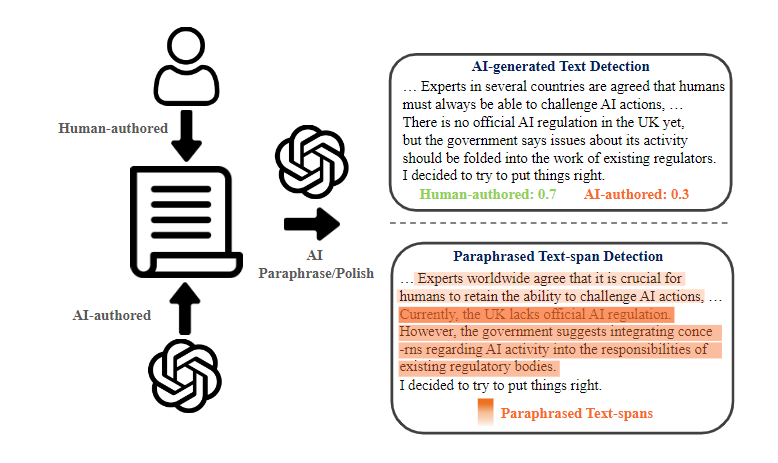 Human-authored
AI-authored
AI
Paraphrase/Polish
AI-generated Text Detection
… Experts in several countries are agreed that humans
must always be able to challenge AI actions, …
There is no official AI regulation in the UK yet,
but the government says issues about its activity
should be folded into the work of existing regulators.
I decided to try to put things right.
Human-authored: 0.7 AI-authored: 0.3
Paraphrased Text-span Detection
… Experts worldwide agree that it is crucial for
humans to retain the ability to challenge AI actions, …
Currently, the UK lacks official AI regulation.
However, the government suggests integrating conce
-rns regarding AI activity into the responsibilities of
existing regulatory bodies.
I decided to try to put things right.
Paraphrased Text-spans